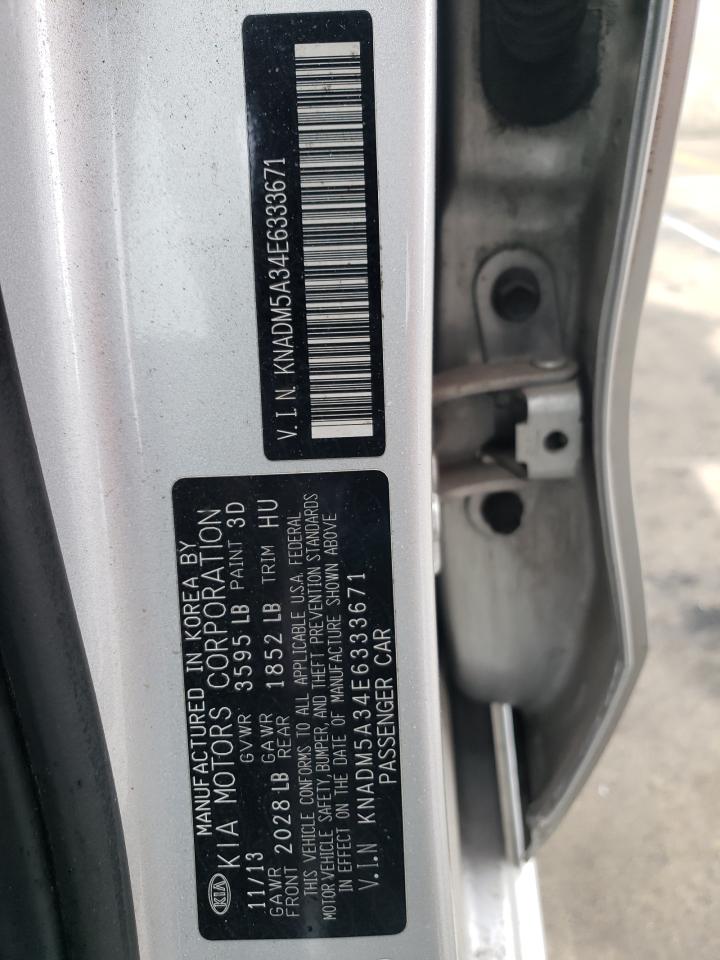 V.I.N. KNADM5A34E6333671
KIA
MANUFACTURED IN KOREA BY
KIA MOTORS CORPORATION
11/13 GVWR 3595 LB PAINT 3D
GAWR FRONT 2028 LB GAWR REAR 1852 LB TRIM HU
THIS VEHICLE CONFORMS TO ALL APPLICABLE U.S.A. FEDERAL
MOTOR VEHICLE SAFETY, BUMPER, AND THEFT PREVENTION STANDARDS
IN EFFECT ON THE DATE OF MANUFACTURE SHOWN ABOVE
V.I.N KNADM5A34E6333671
PASSENGER CAR